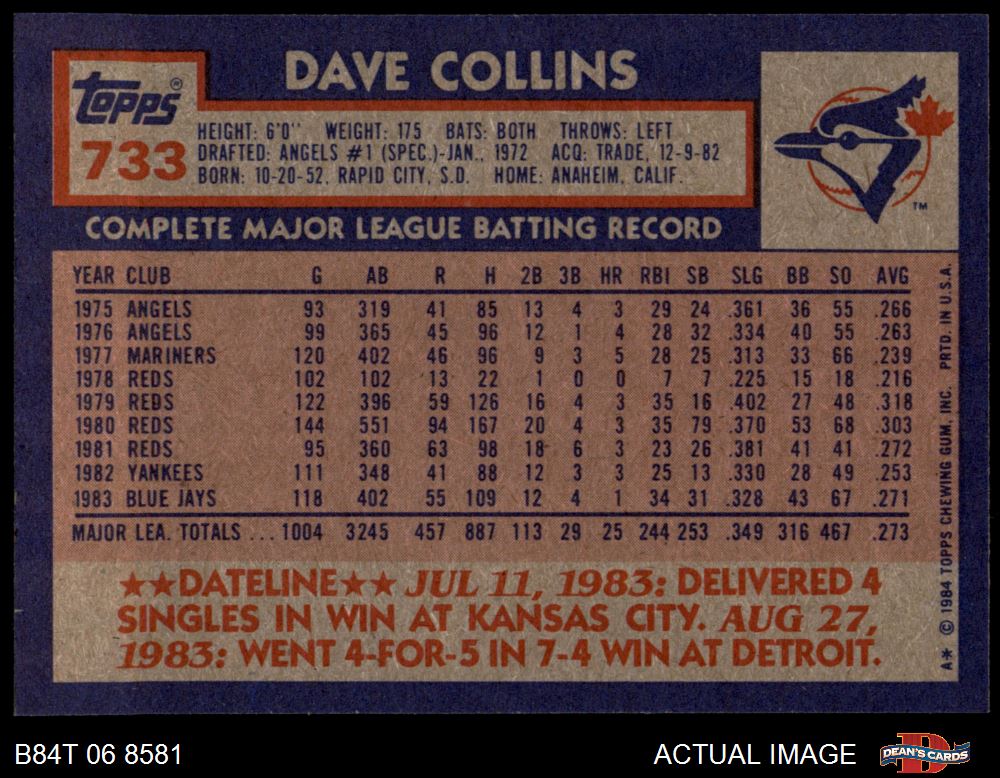 DAVE COLLINS
Topps®
733
HEIGHT: 6'0" WEIGHT: 175 BATS: BOTH THROWS: LEFT
DRAFTED: ANGELS #1 (SPEC.)-JAN., 1972 ACQ: TRADE, 12-9-82
BORN: 10-20-52, RAPID CITY, S.D. HOME: ANAHEIM, CALIF.
TM
COMPLETE MAJOR LEAGUE BATTING RECORD
YEAR CLUB G AB R H 2B 3B HR RBI SB SLG BB SO AVG
1975 ANGELS 93 319 41 85 13 4 3 29 24 .361 36 55 .266
1976 ANGELS 99 365 45 96 12 1 4 28 32 .334 40 55 .263
1977 MARINERS 120 402 46 96 9 3 5 28 25 .313 33 66 .239
1978 REDS 102 102 13 22 1 0 0 7 7 .225 15 18 .216
1979 REDS 122 396 59 126 16 4 3 35 16 .402 27 48 .318
1980 REDS 144 551 94 167 20 4 3 35 79 .370 53 68 .303
1981 REDS 95 360 63 98 18 6 3 23 26 .381 41 41 .272
1982 YANKEES 111 348 41 88 12 3 3 25 13 .330 28 49 .253
1983 BLUE JAYS 118 402 55 109 12 4 1 34 31 .328 43 67 .271
MAJOR LEA. TOTALS ... 1004 3245 457 887 113 29 25 244 253 .349 316 467 .273
★★DATELINE★★ JUL 11, 1983: DELIVERED 4
SINGLES IN WIN AT KANSAS CITY. AUG 27,
1983: WENT 4-FOR-5 IN 7-4 WIN AT DETROIT.
A* © 1984 TOPPS CHEWING GUM, INC. PRTD. IN U.S.A.
B84T 06 8581
ACTUAL IMAGE
DEAN'S CARDS